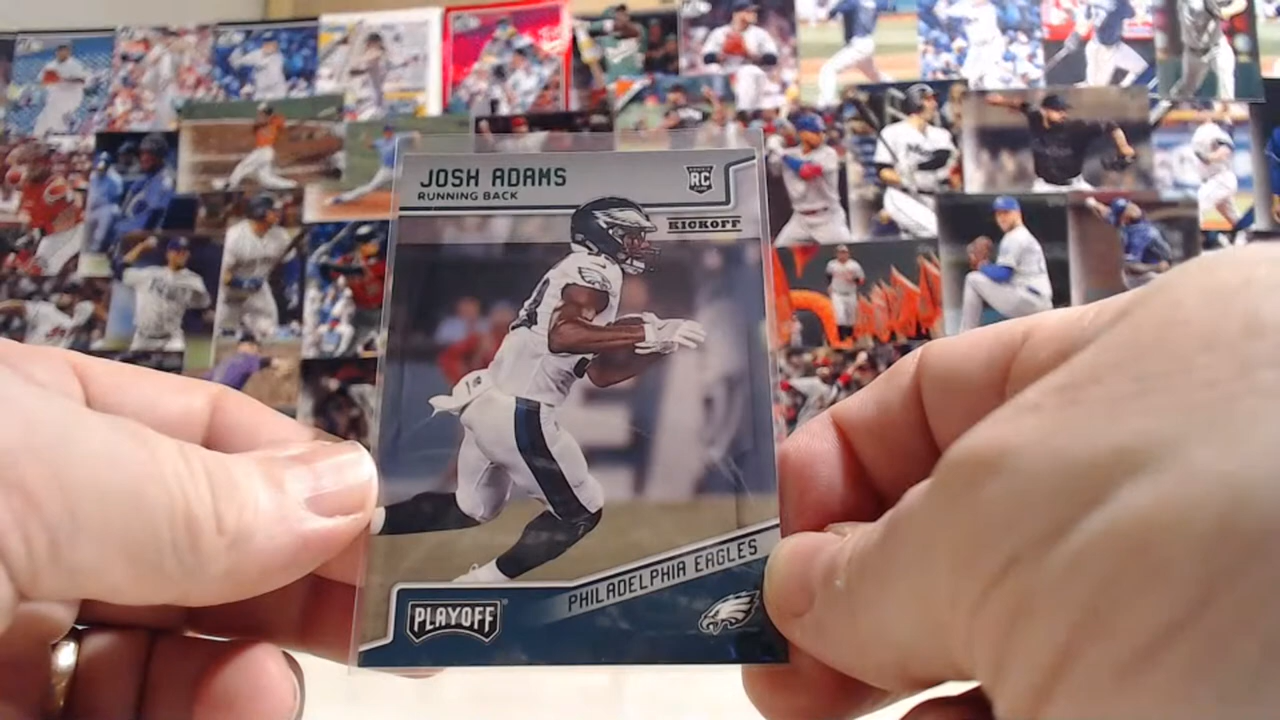 JOSH ADAMS
RUNNING BACK
RC
KICKOFF
PHILADELPHIA EAGLES
PLAYOFF